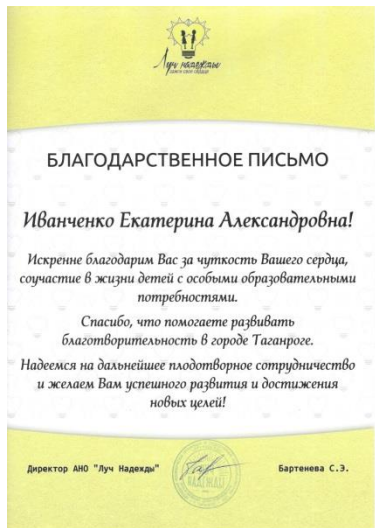 Луч надежды
БЛАГОДАРСТВЕННОЕ ПИСЬМО
Иванченко Екатерина Александровна!
Искренне благодарим Вас за чуткость Вашего сердца,
соучастие в жизни детей с особыми образовательными
потребностями.
Спасибо, что помогаете развивать
благотворительность в городе Таганроге.
Надеемся на дальнейшее плодотворное сотрудничество
и желаем Вам успешного развития и достижения
новых целей!
Директор АНО "Луч Надежды"
Бартенева С.Э.